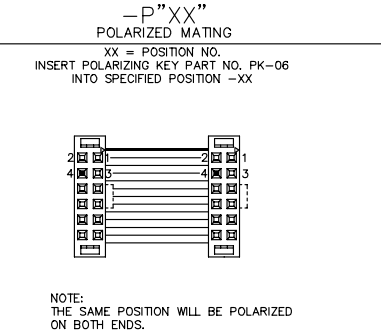 -P"XX"
POLARIZED MATING
XX = POSITION NO.
INSERT POLARIZING KEY PART NO. PK-06
INTO SPECIFIED POSITION -XX
2 1 2 1
4 3 4 3
NOTE:
THE SAME POSITION WILL BE POLARIZED
ON BOTH ENDS.